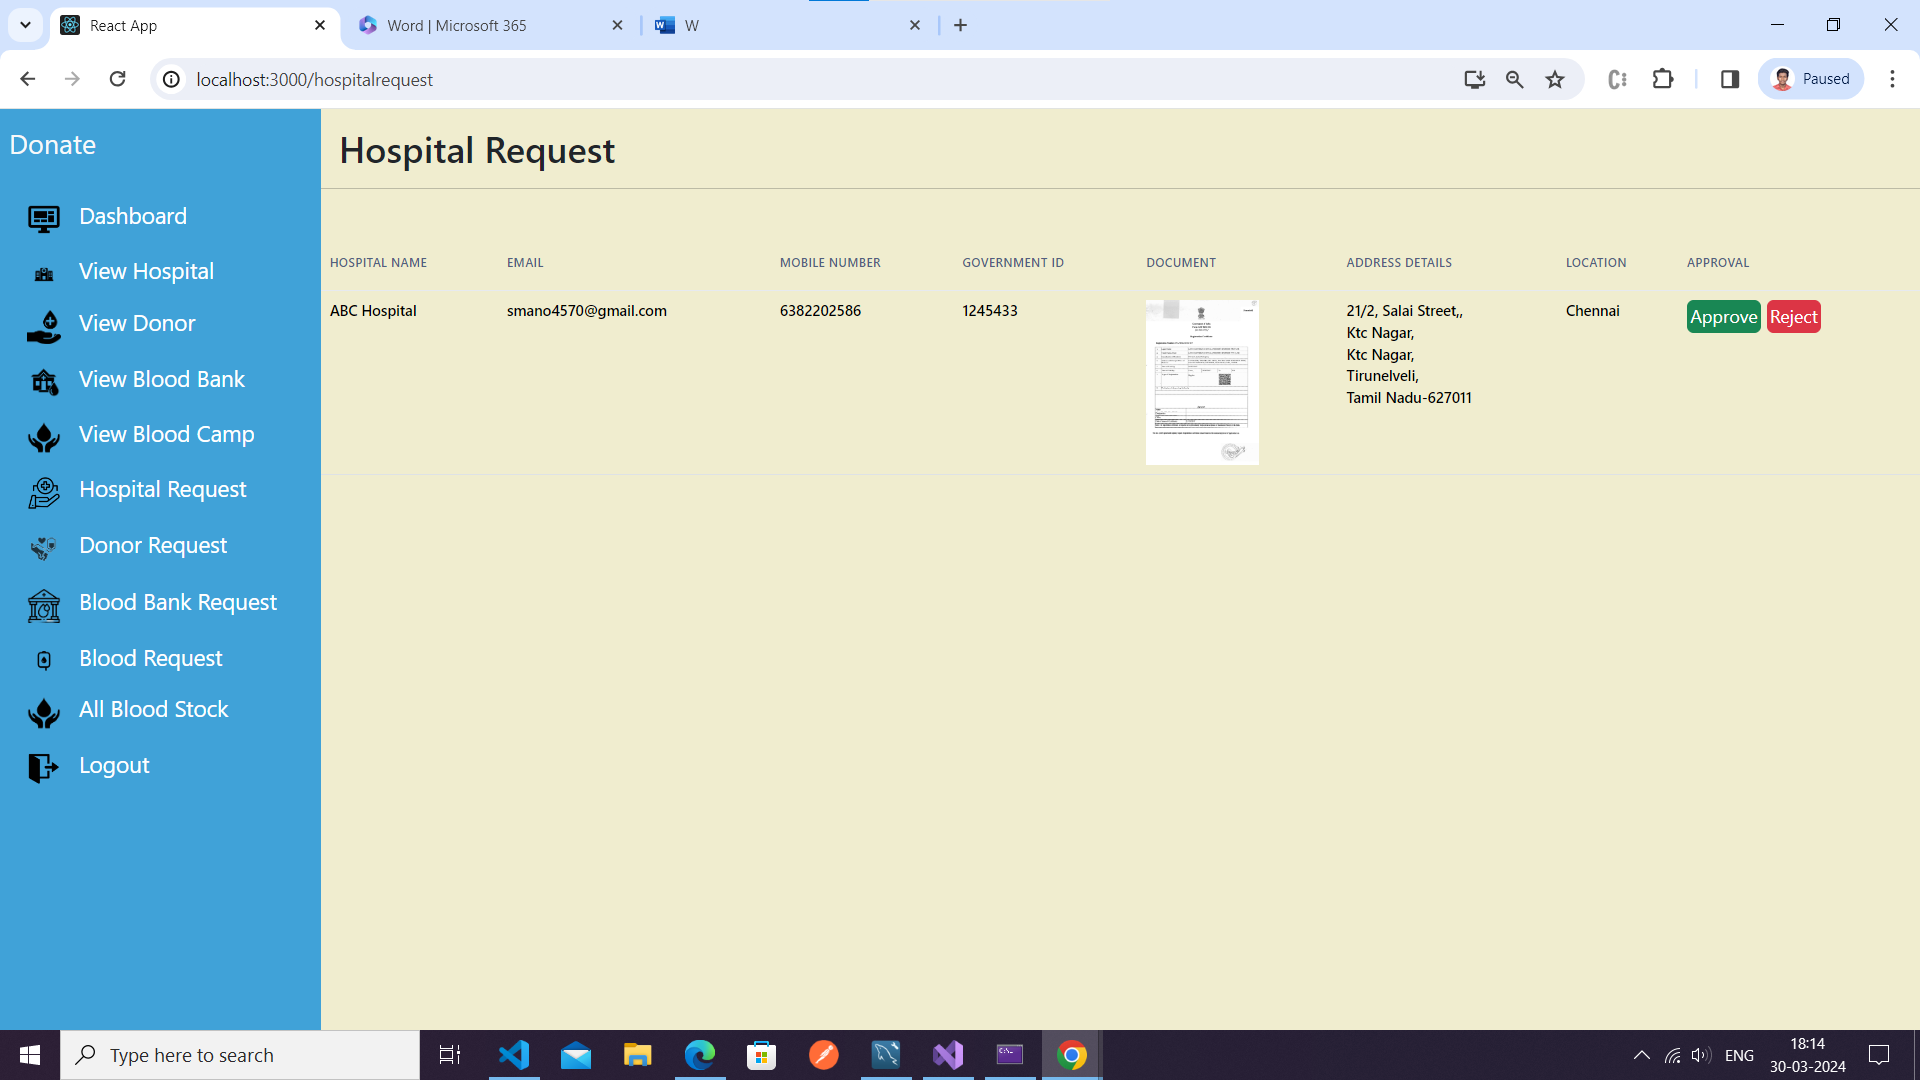 React App
Word | Microsoft 365
W
localhost:3000/hospitalrequest
Paused
Donate
Dashboard
View Hospital
View Donor
View Blood Bank
View Blood Camp
Hospital Request
Donor Request
Blood Bank Request
Blood Request
All Blood Stock
Logout
Hospital Request
HOSPITAL NAME EMAIL MOBILE NUMBER GOVERNMENT ID DOCUMENT ADDRESS DETAILS LOCATION APPROVAL
ABC Hospital smano4570@gmail.com 6382202586 1245433 21/2, Salai Street,, Chennai Approve Reject
Ktc Nagar,
Ktc Nagar,
Tirunelveli,
Tamil Nadu-627011
Type here to search
ENG
18:14
30-03-2024